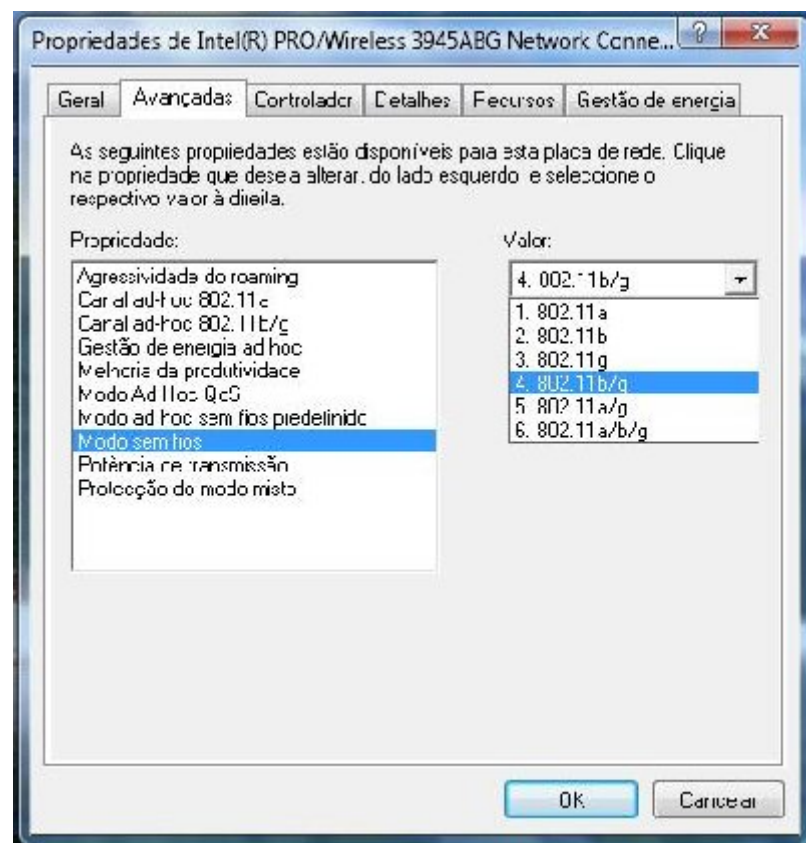 Propriedades de Intel(R) PRO/Wireless 3945ABG Network Conne...
Geral
Avançadas
Controlador
Detalhes
Recursos
Gestão de energia
As seguintes propriedades estão disponíveis para esta placa de rede. Clique
na propriedade que deseja alterar, do lado esquerdo, e seleccione o
respectivo valor à direita.
Propriedade:
Agressividade do roaming
Canal ad-hoc 802.11a
Canal ad-hoc 802.11b/g
Gestão de energia ad hoc
Melhoria da produtividade
Modo Ad Hoc QoS
Modo ad hoc sem fios predefinido
Modo sem fios
Potência de transmissão
Protecção do modo misto
Valor:
4. 802.11b/g
1. 802.11a
2. 802.11b
3. 802.11g
4. 802.11b/g
5. 802.11a/g
6. 802.11a/b/g
OK
Cancelar